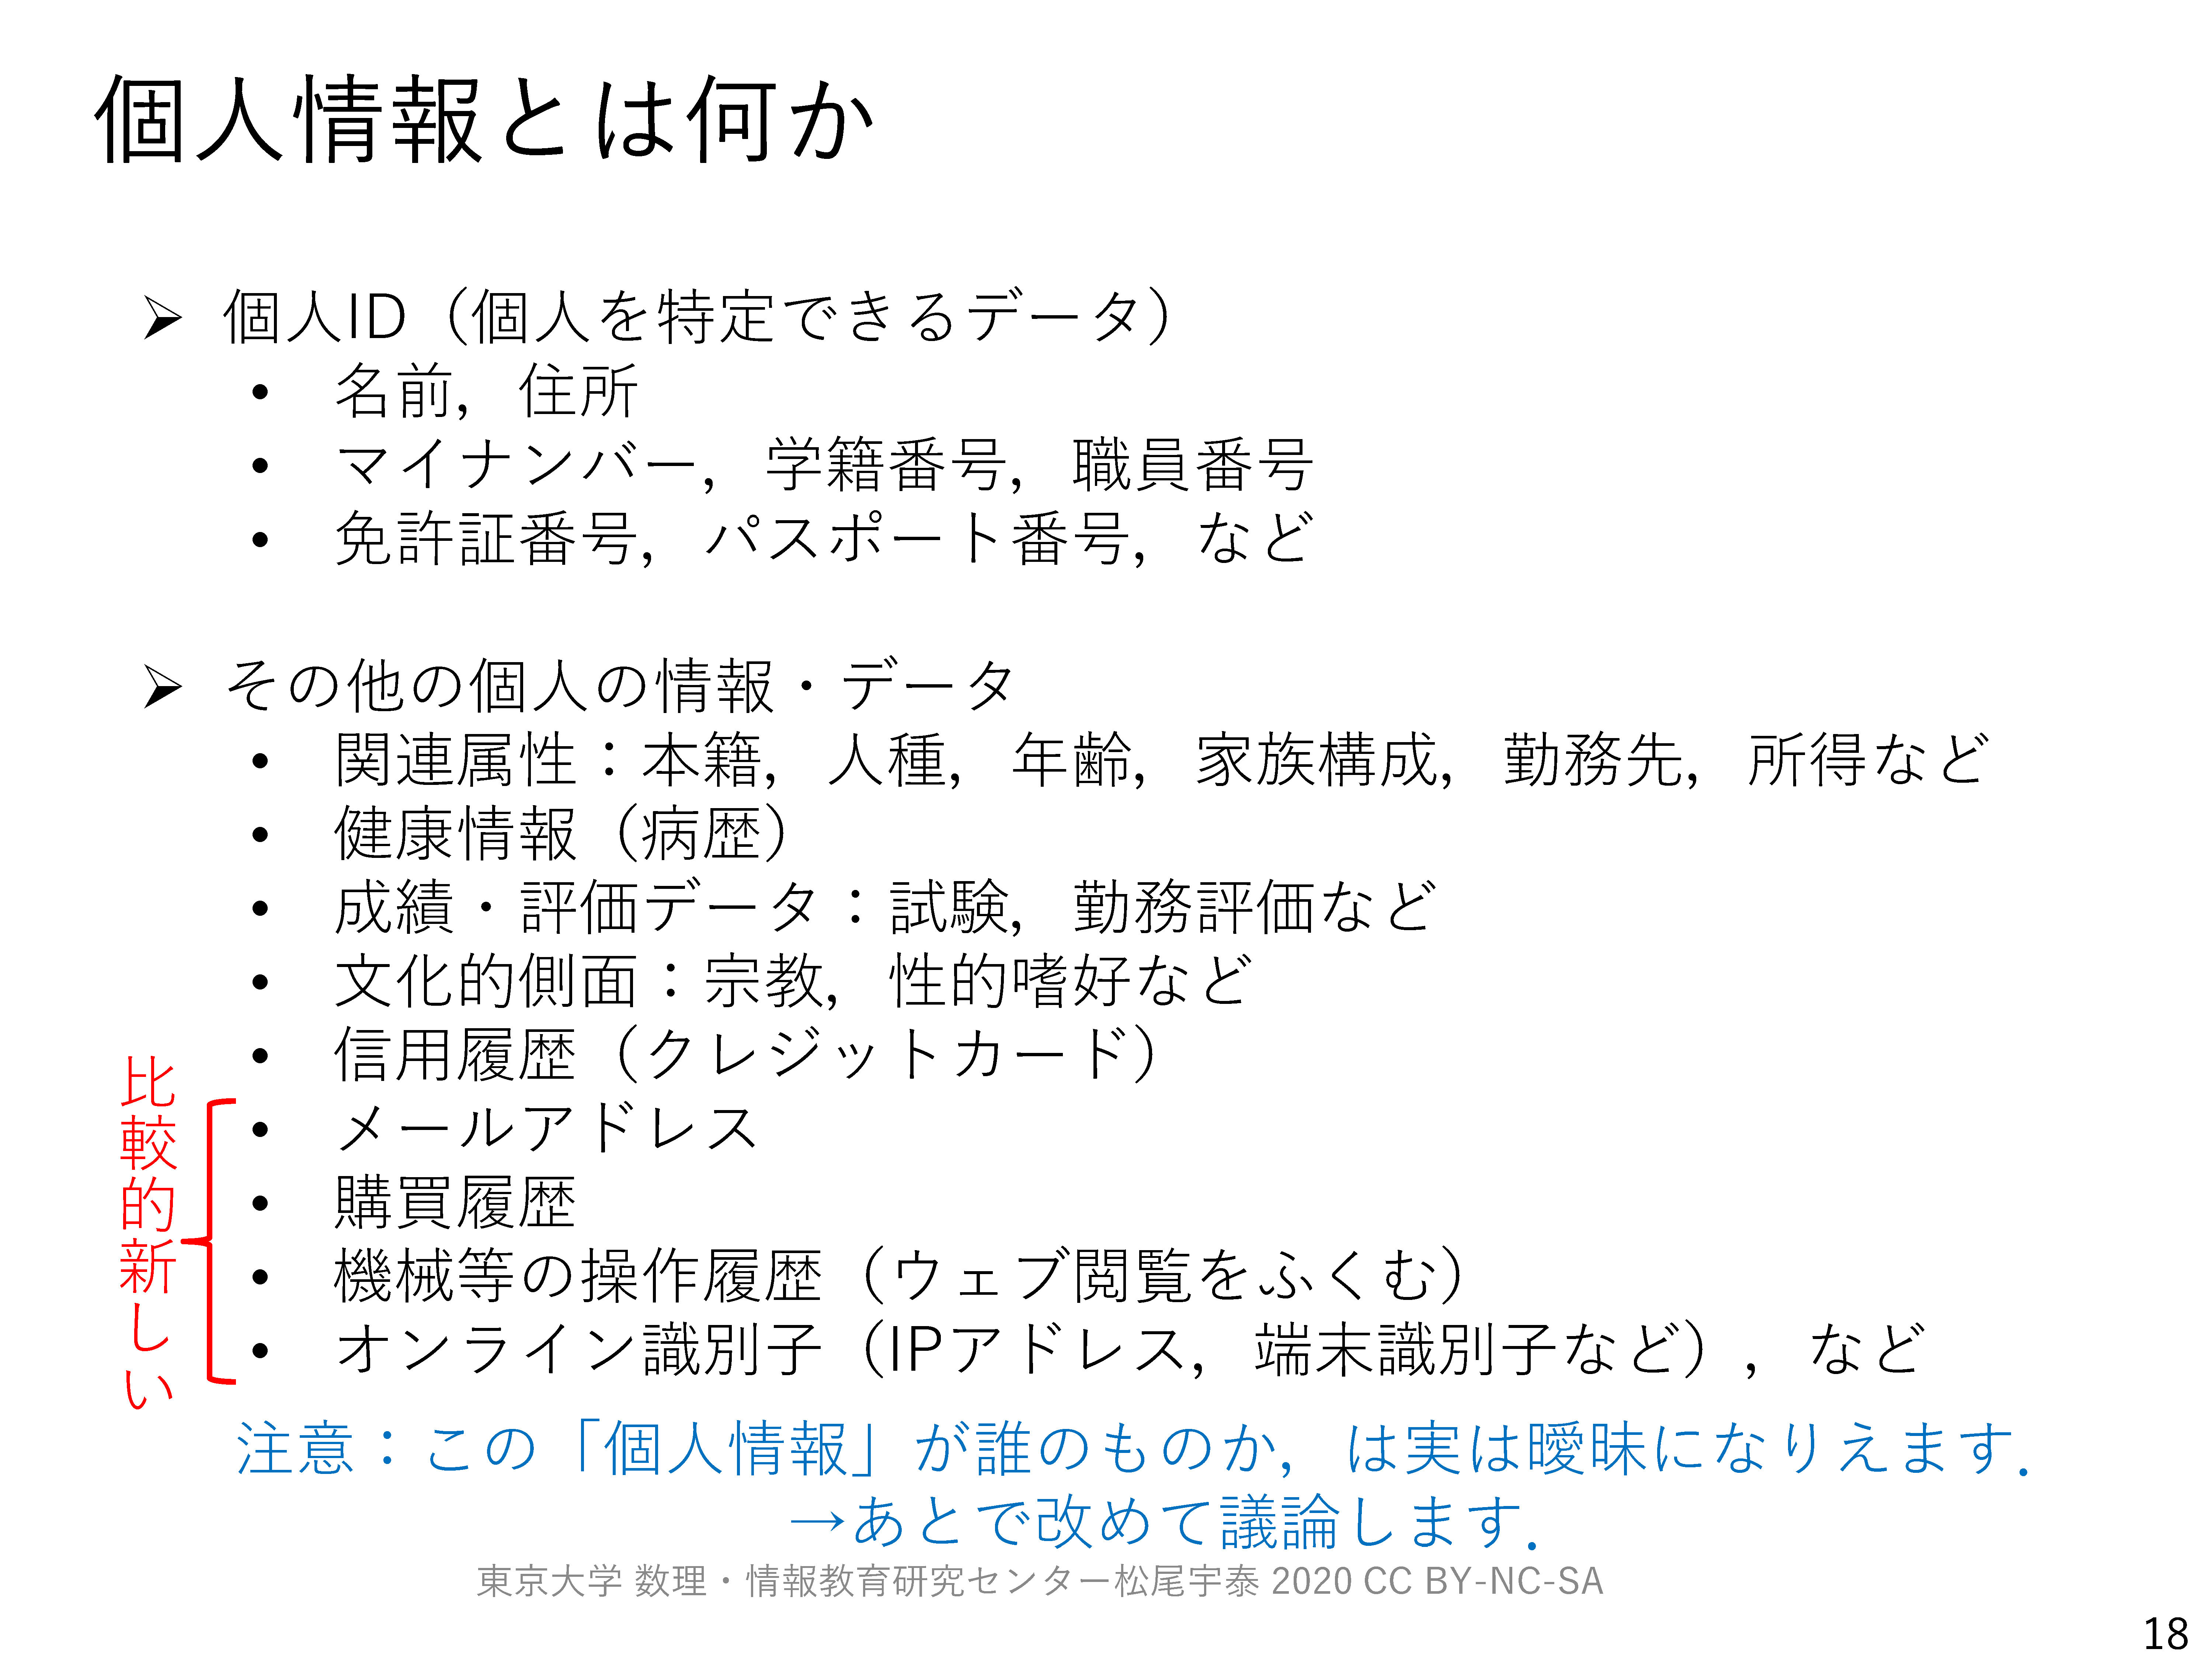 個人情報とは何か
➢ 個人ID（個人を特定できるデータ）
• 名前，住所
• マイナンバー，学籍番号，職員番号
• 免許証番号，パスポート番号，など
➢ その他の個人の情報・データ
• 関連属性：本籍，人種，年齢，家族構成，勤務先，所得など
• 健康情報（病歴）
• 成績・評価データ：試験，勤務評価など
• 文化的側面：宗教，性的嗜好など
• 信用履歴（クレジットカード）
比較的新しい
• メールアドレス
• 購買履歴
• 機械等の操作履歴（ウェブ閲覧をふくむ）
• オンライン識別子（IPアドレス，端末識別子など），など
注意：この「個人情報」が誰のものか，は実は曖昧になりえます．
→あとで改めて議論します．
東京大学 数理・情報教育研究センター松尾宇泰 2020 CC BY-NC-SA
18